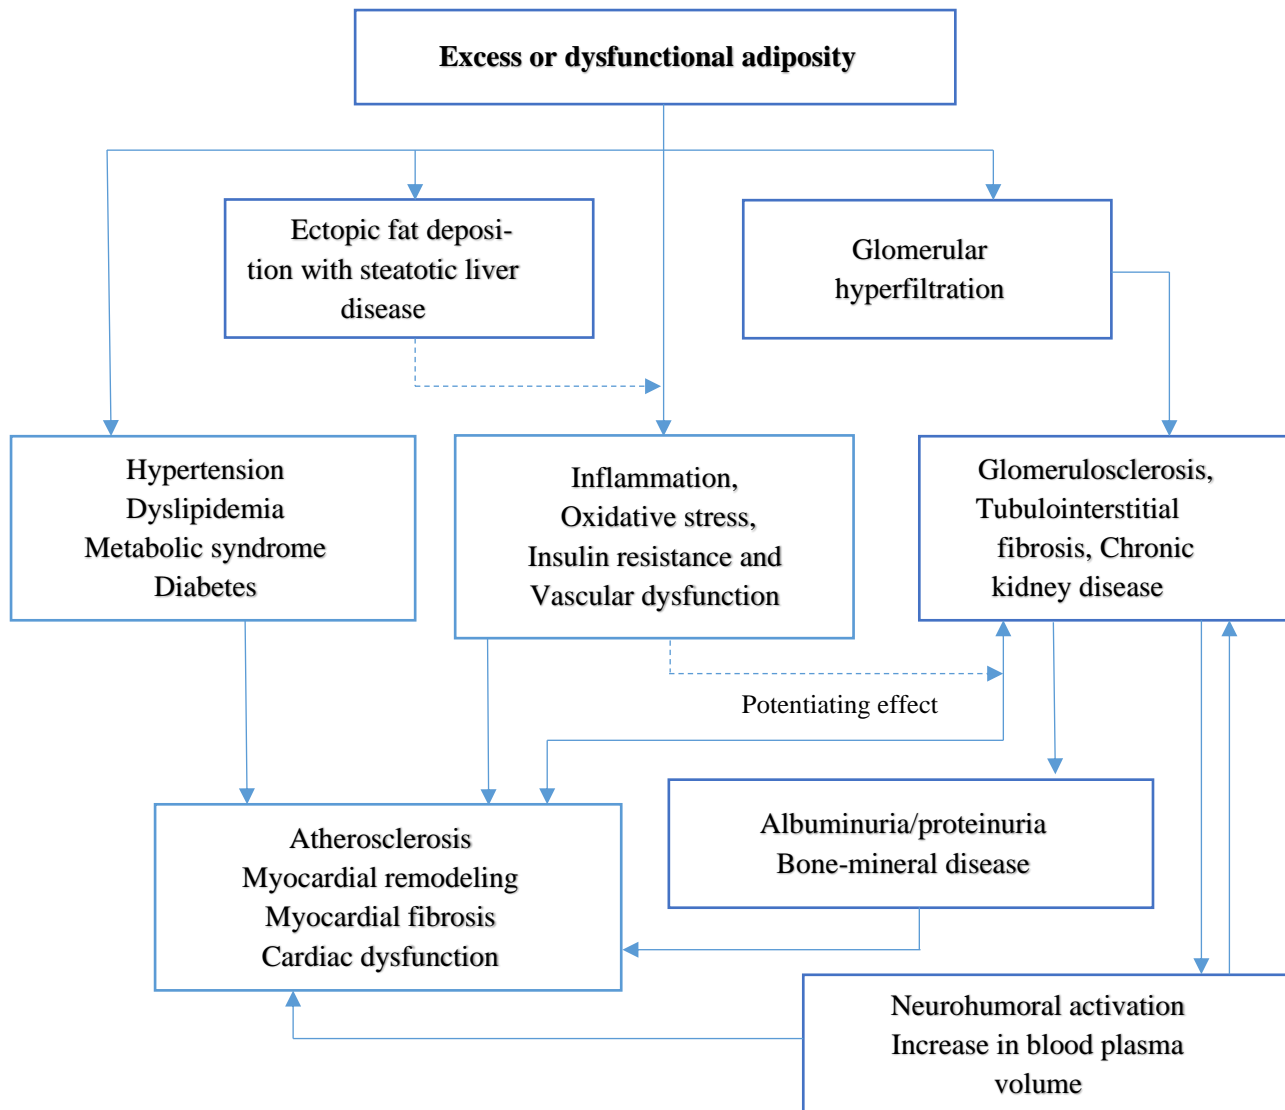 Excess or dysfunctional adiposity
Ectopic fat deposi-
tion with steatotic liver
disease
Glomerular
hyperfiltration
Hypertension
Dyslipidemia
Metabolic syndrome
Diabetes
Inflammation,
Oxidative stress,
Insulin resistance and
Vascular dysfunction
Glomerulosclerosis,
Tubulointerstitial
fibrosis, Chronic
kidney disease
Potentiating effect
Atherosclerosis
Myocardial remodeling
Myocardial fibrosis
Cardiac dysfunction
Albuminuria/proteinuria
Bone-mineral disease
Neurohumoral activation
Increase in blood plasma
volume